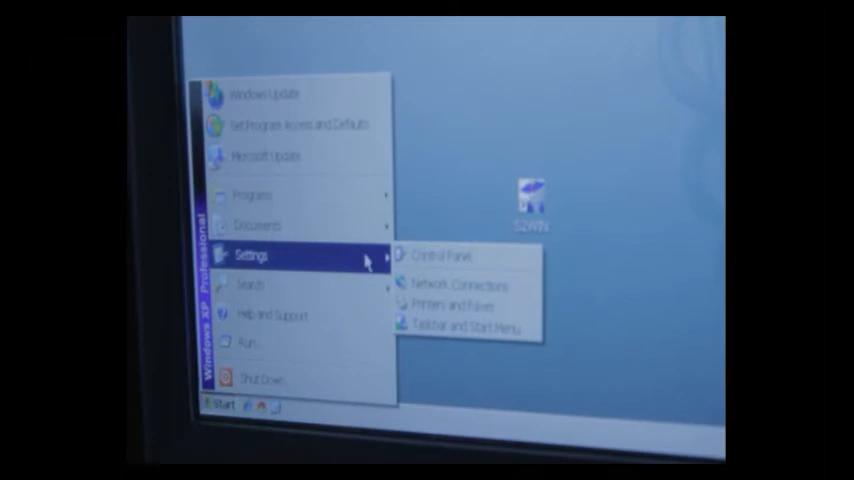 Windows Update
Set Program Access and Defaults
Microsoft Update
Programs
Documents
Settings
Search
Help and Support
Run...
Shut Down...
Windows XP Professional
Control Panel
Network Connections
Printers and Faxes
Taskbar and Start Menu
S2WIN
Start